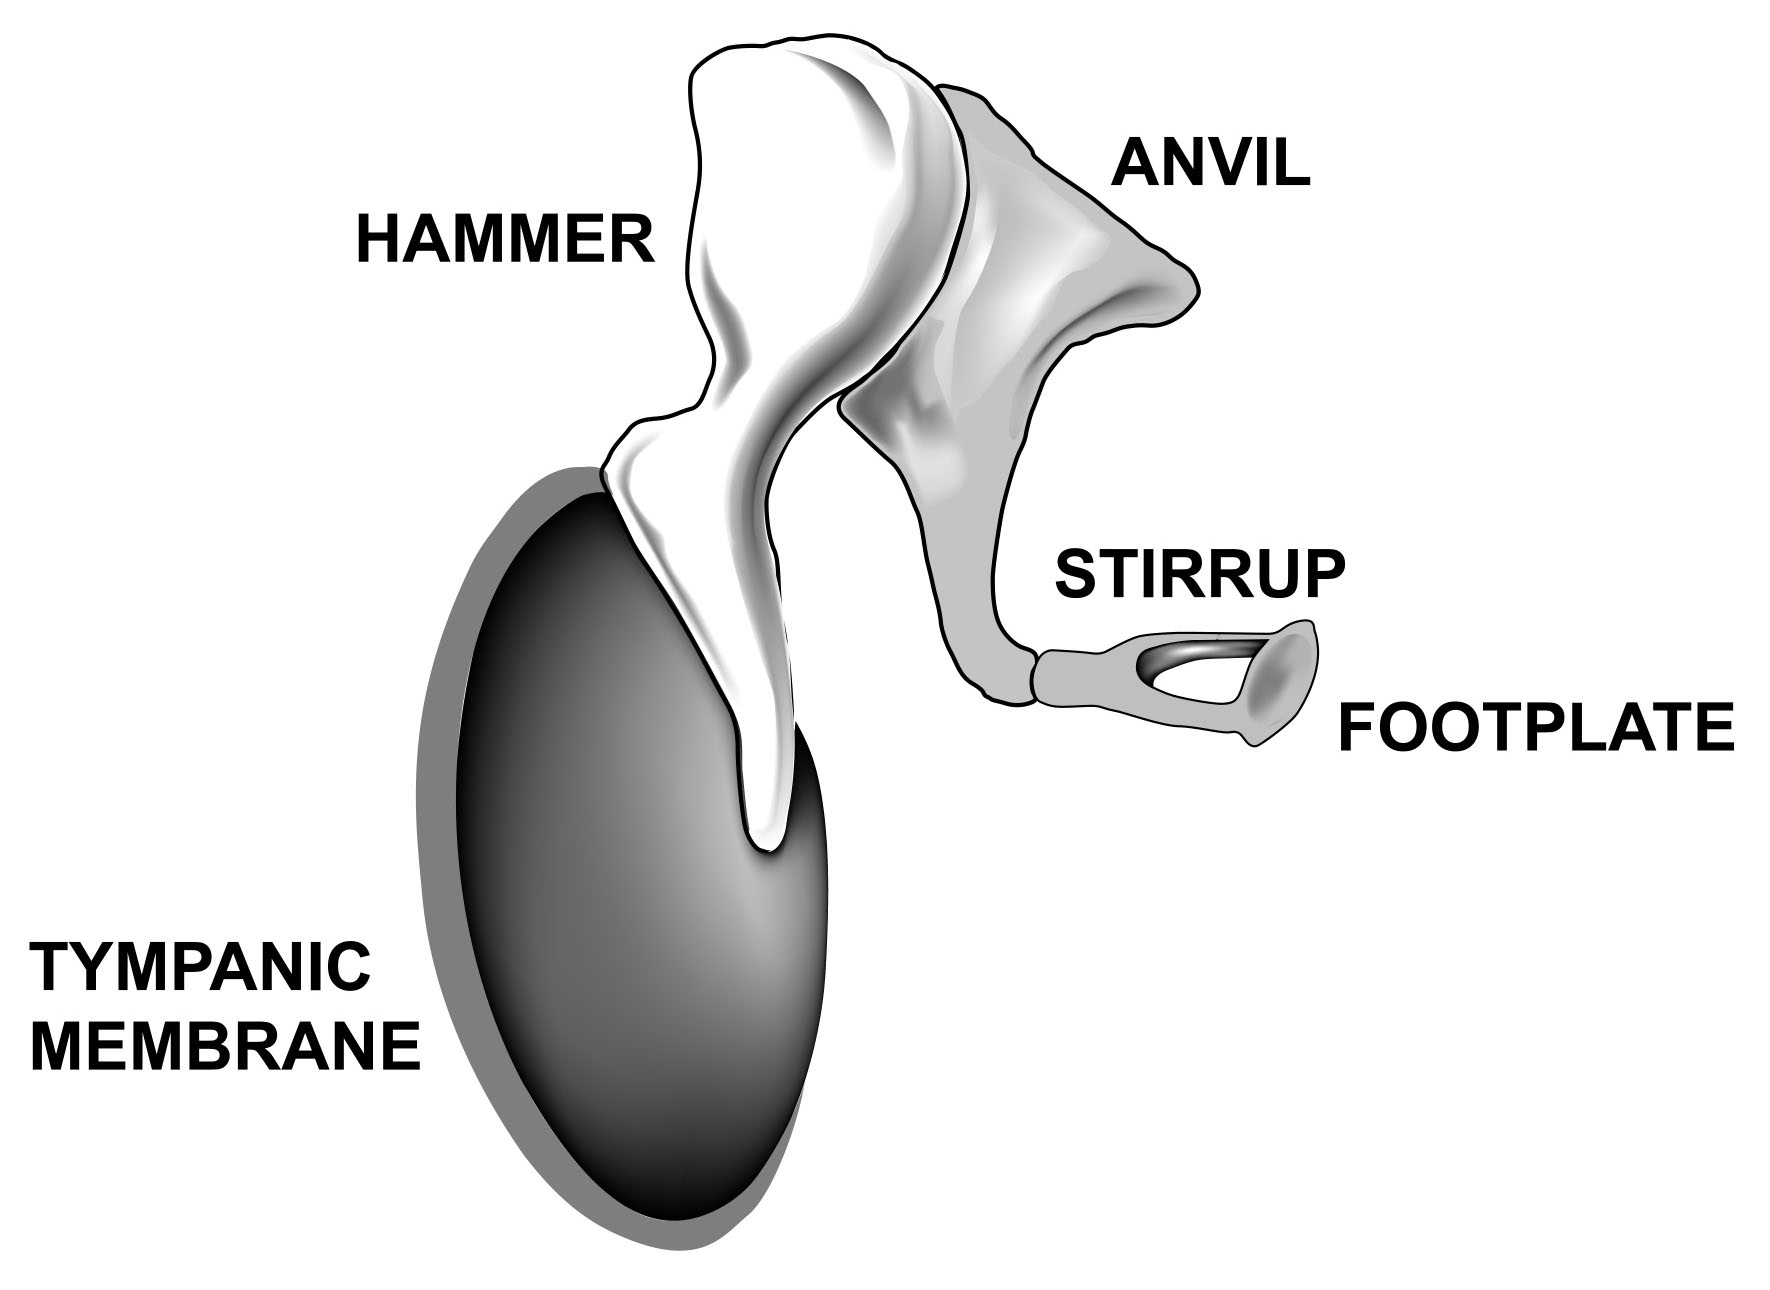 ANVIL
HAMMER
STIRRUP
FOOTPLATE
TYMPANIC
MEMBRANE